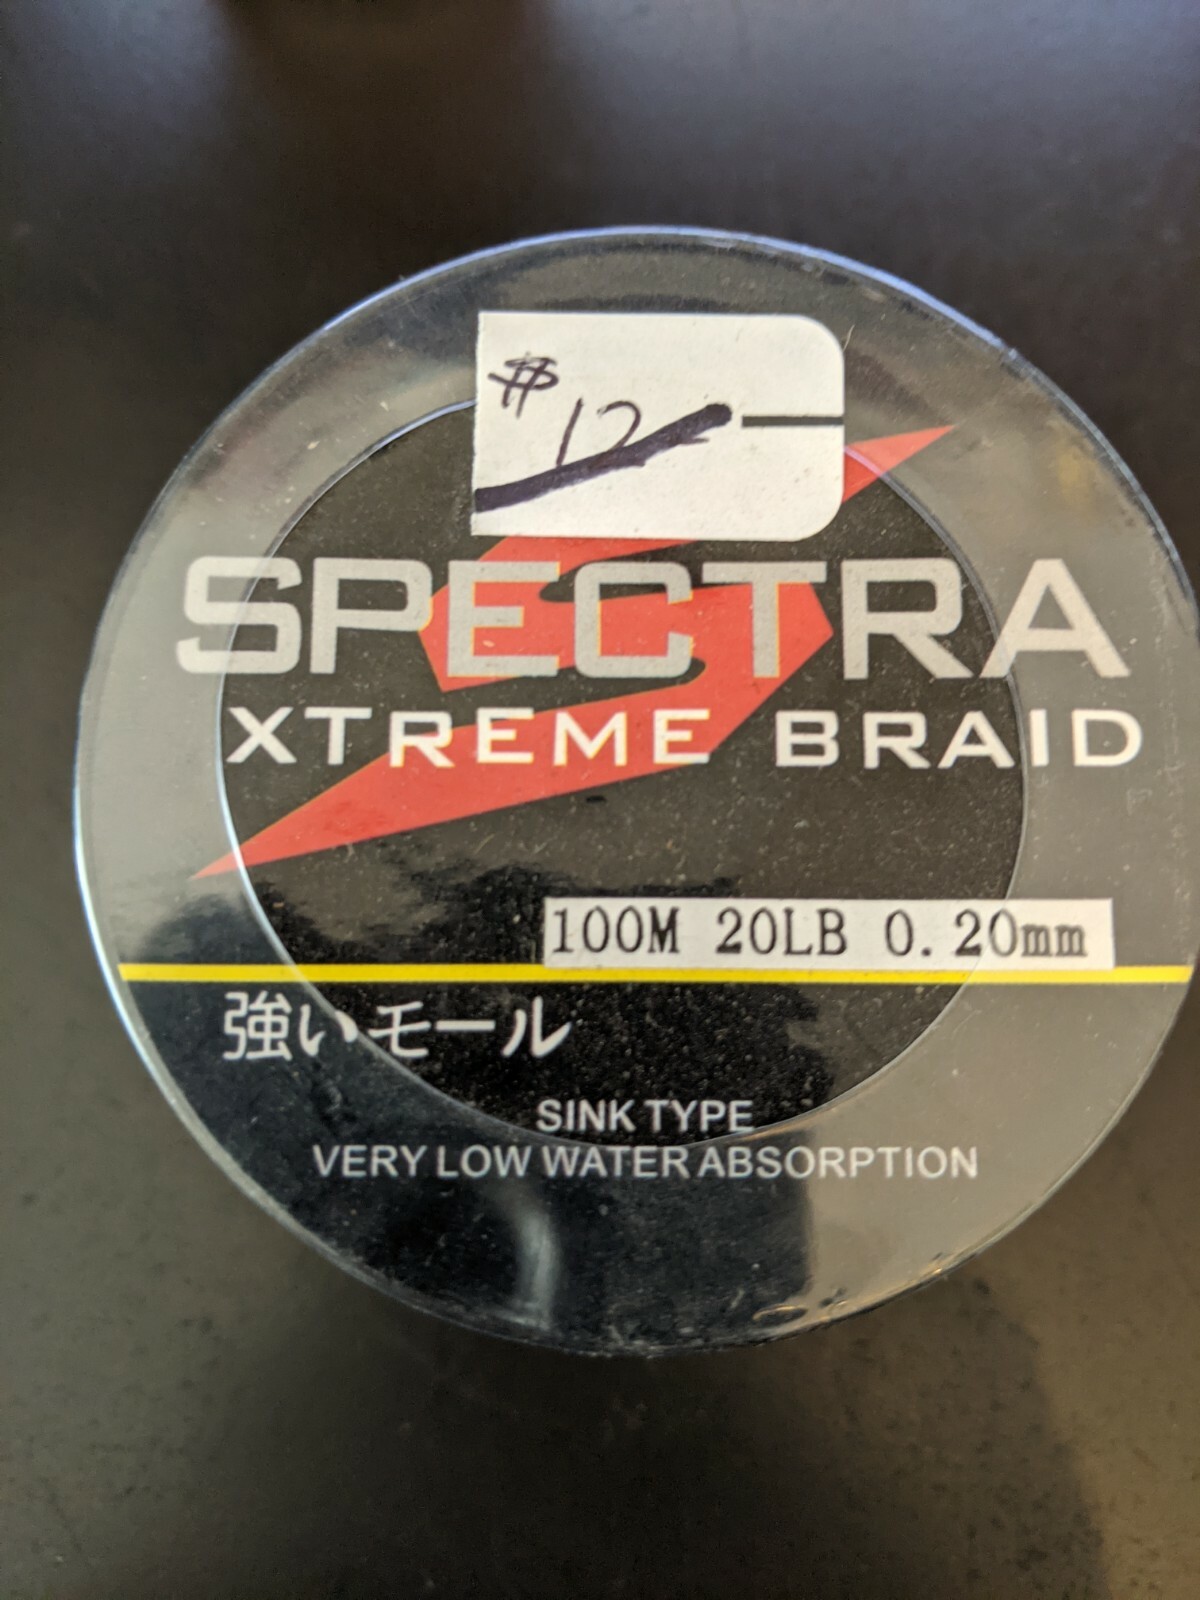 $ 12
SPECTRA
XTREME BRAID
100M 20LB 0.20mm
強いモール
SINK TYPE
VERY LOW WATER ABSORPTION